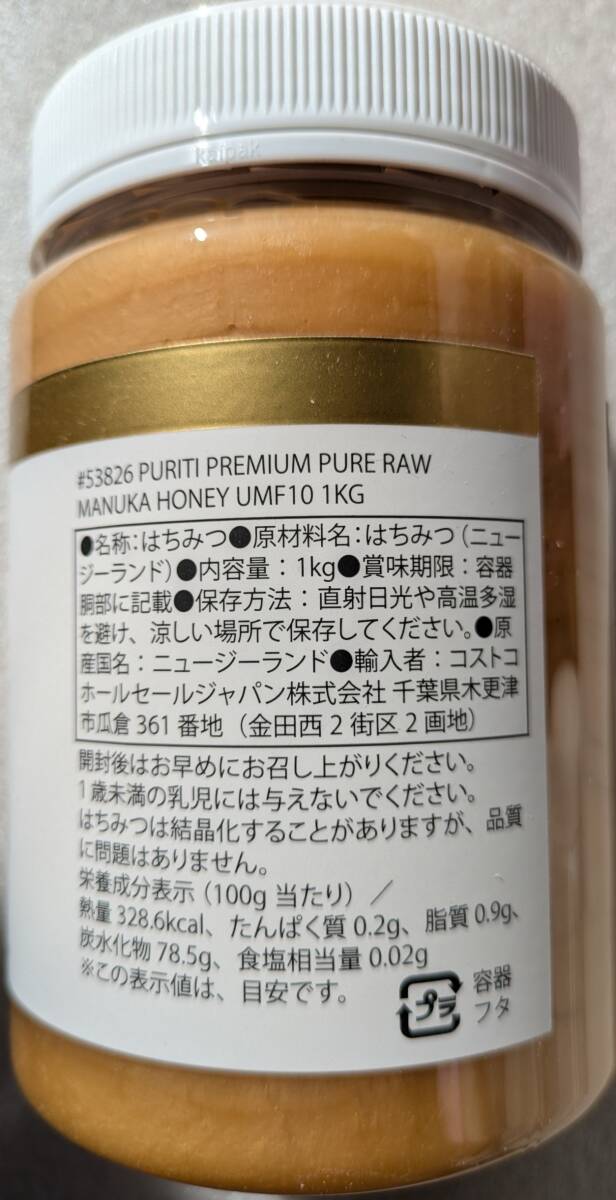 kaipak
#53826 PURITI PREMIUM PURE RAW
MANUKA HONEY UMF10 1KG
●名称：はちみつ●原材料名：はちみつ（ニュー
ジーランド）●内容量：1kg●賞味期限：容器
胴部に記載●保存方法：直射日光や高温多湿
を避け、涼しい場所で保存してください。●原
産国名：ニュージーランド●輸入者：コストコ
ホールセールジャパン株式会社 千葉県木更津
市瓜倉 361 番地（金田西 2 街区 2 画地）
開封後はお早めにお召し上がりください。
1歳未満の乳児には与えないでください。
はちみつは結晶化することがありますが、品質
に問題はありません。
栄養成分表示（100g 当たり）／
熱量 328.6kcal、たんぱく質 0.2g、脂質 0.9g、
炭水化物 78.5g、食塩相当量 0.02g
※この表示値は、目安です。
プラ
容器
フタ